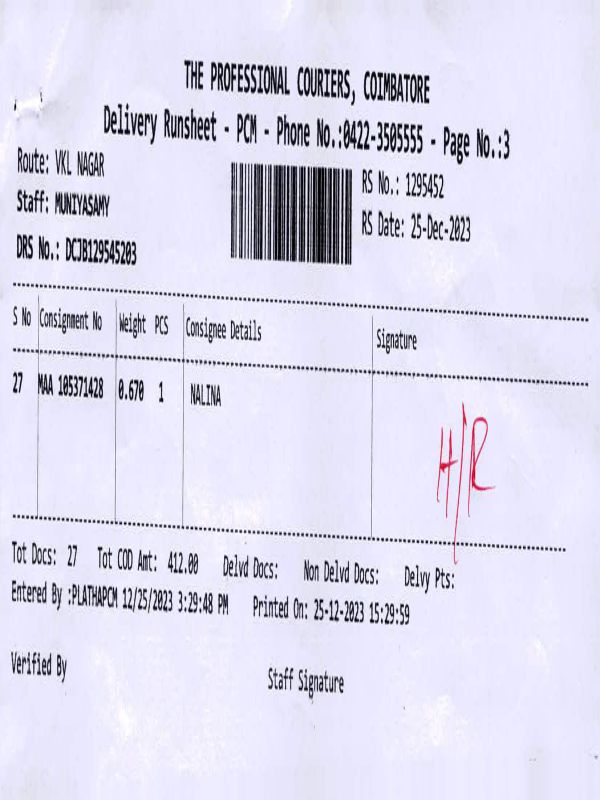 THE PROFESSIONAL COURIERS, COIMBATORE
Delivery Runsheet - PCM - Phone No.:0422-3505555 - Page No.:3
Route: VKL NAGAR
RS No.: 1295452
Staff: MUNIYASAMY
RS Date: 25-Dec-2023
DRS No.: DCJB129545203
S No Consignment No Weight PCS Consignee Details Signature
27 MAA 105371428 0.670 1 NALINA
H/R
Tot Docs: 27 Tot COD Amt: 412.00 Delvd Docs: Non Delvd Docs: Delvy Pts:
Entered By :PLATHAPCM 12/25/2023 3:29:48 PM Printed On: 25-12-2023 15:29:59
Verified By Staff Signature